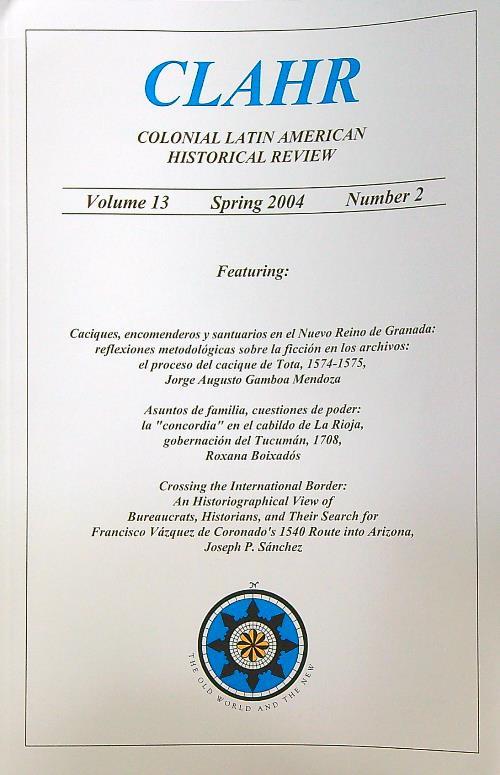 CLAHR
COLONIAL LATIN AMERICAN
HISTORICAL REVIEW
Volume 13 Spring 2004 Number 2
Featuring:
Caciques, encomenderos y santuarios en el Nuevo Reino de Granada:
reflexiones metodológicas sobre la ficción en los archivos:
el proceso del cacique de Tota, 1574-1575,
Jorge Augusto Gamboa Mendoza
Asuntos de familia, cuestiones de poder:
la "concordia" en el cabildo de La Rioja,
gobernación del Tucumán, 1708,
Roxana Boixadós
Crossing the International Border:
An Historiographical View of
Bureaucrats, Historians, and Their Search for
Francisco Vázquez de Coronado's 1540 Route into Arizona,
Joseph P. Sánchez
N
THE OLD WORLD AND THE NEW